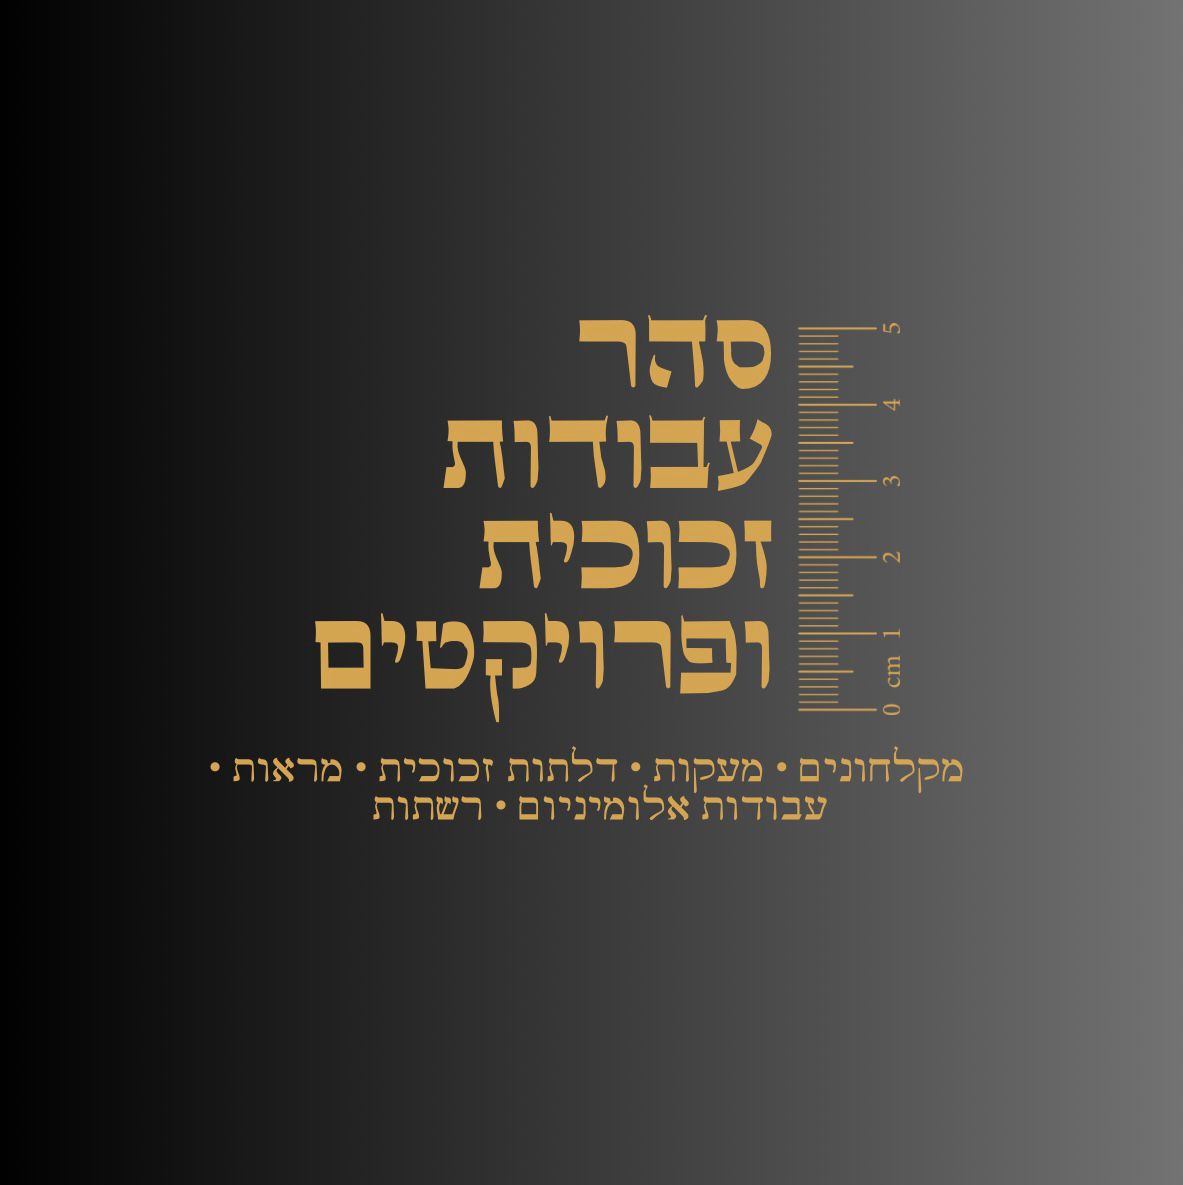 סהר
עבודות
זכוכית
ופרויקטים
5
4
3
2
1
0 cm
מקלחונים • מעקות • דלתות זכוכית • מראות •
עבודות אלומיניום • רשתות